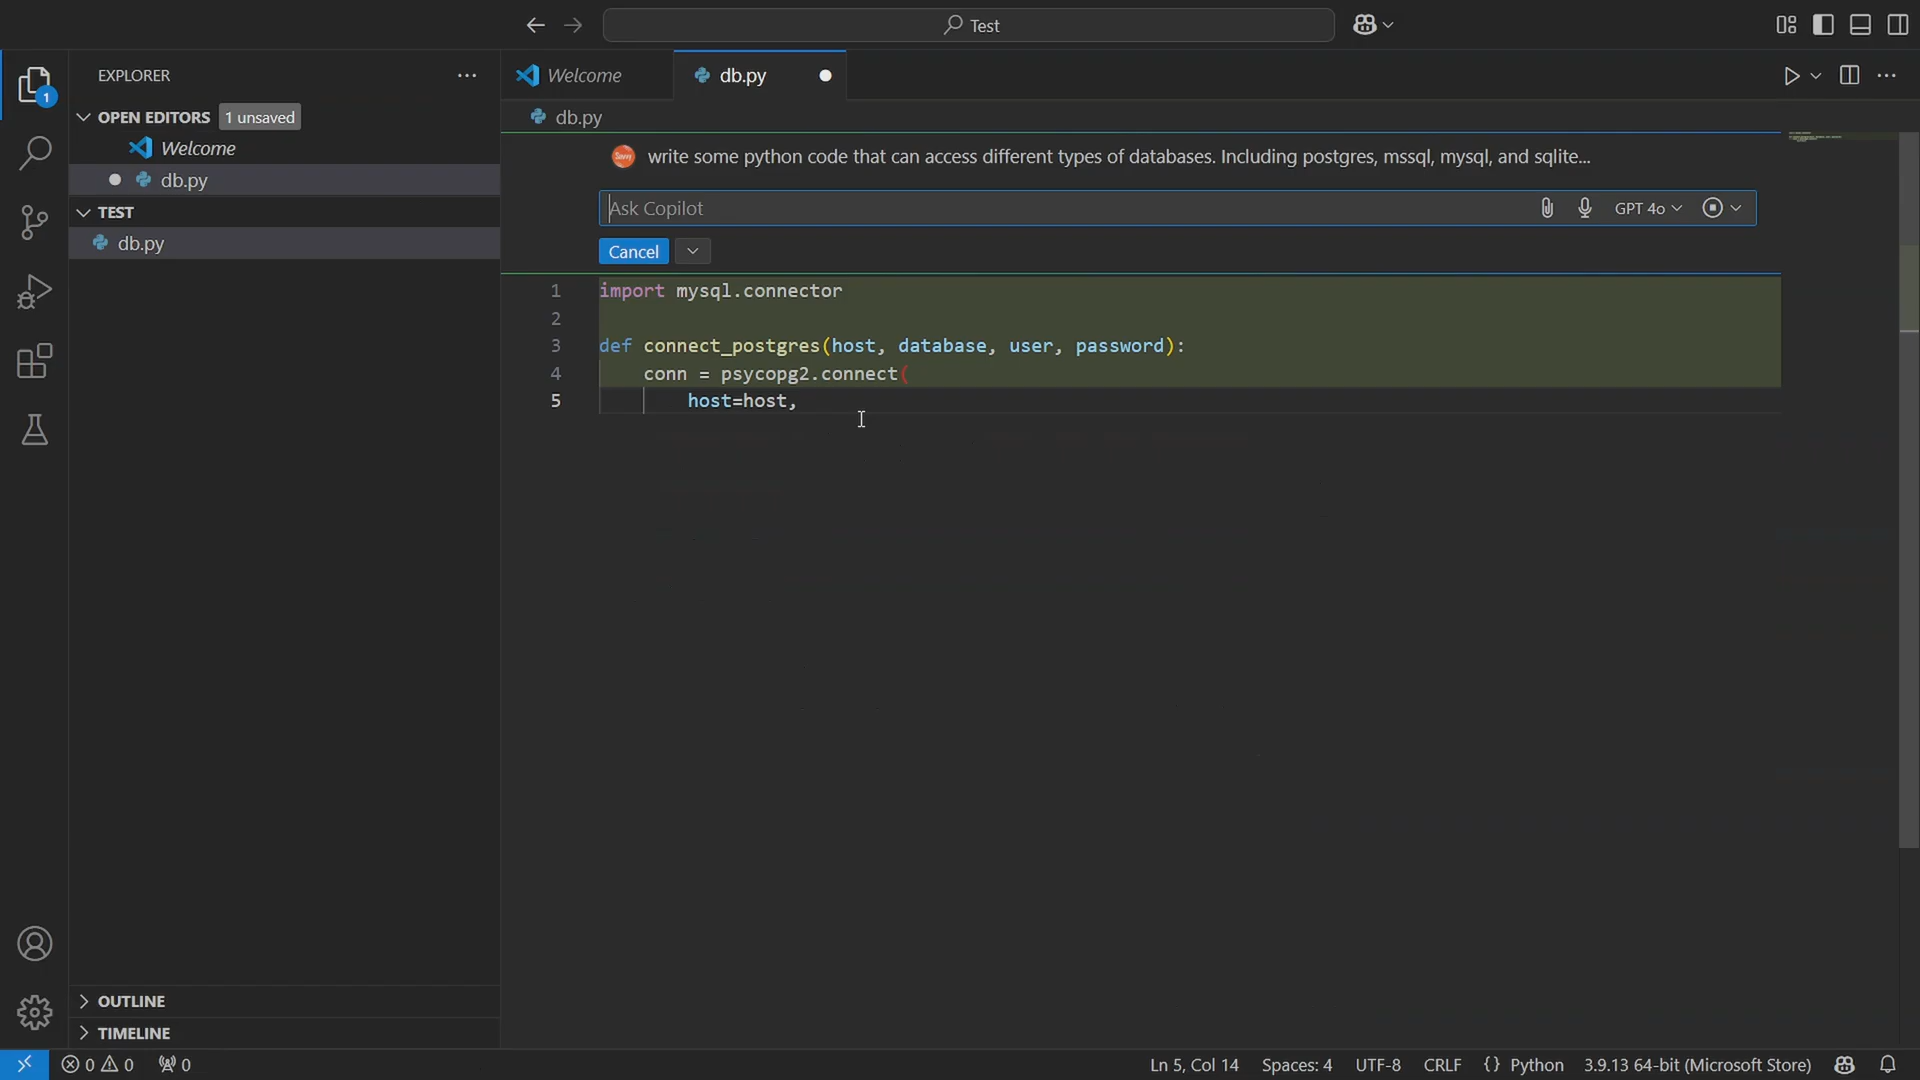 Test
EXPLORER
OPEN EDITORS 1 unsaved
Welcome
db.py
TEST
db.py
OUTLINE
TIMELINE
1
Welcome
db.py
db.py
write some python code that can access different types of databases. Including postgres, mssql, mysql, and sqlite...
Ask Copilot
GPT 4o
Cancel
1 import mysql.connector
2
3 def connect_postgres(host, database, user, password):
4 conn = psycopg2.connect(
5 host=host,
0 0 0
Ln 5, Col 14 Spaces: 4 UTF-8 CRLF {} Python 3.9.13 64-bit (Microsoft Store)